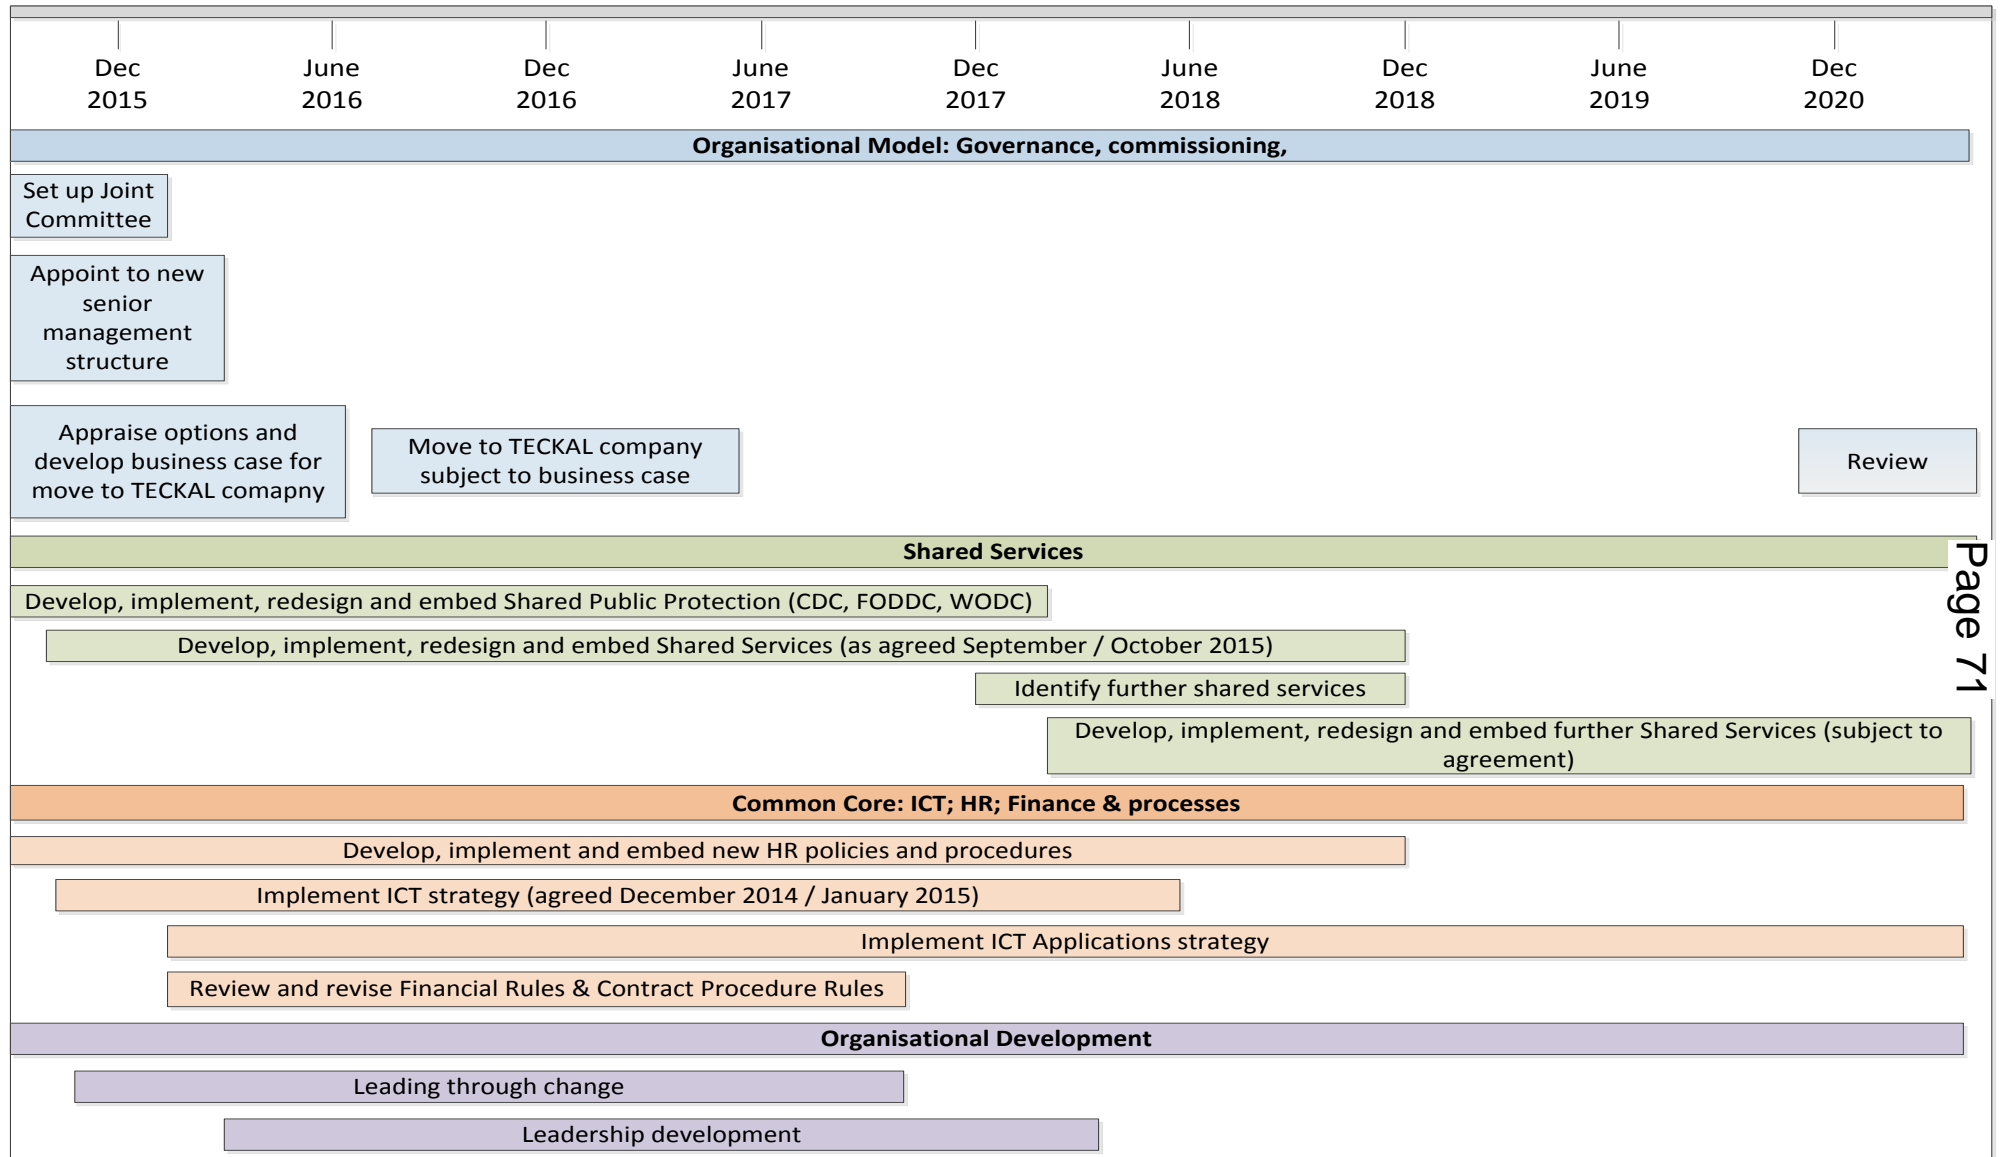 Dec
2015
June
2016
Dec
2016
June
2017
Dec
2017
June
2018
Dec
2018
June
2019
Dec
2020
Organisational Model: Governance, commissioning,
Set up Joint
Committee
Appoint to new
senior
management
structure
Appraise options and
develop business case for
move to TECKAL comapny
Move to TECKAL company
subject to business case
Review
Shared Services
Page 71
Develop, implement, redesign and embed Shared Public Protection (CDC, FODDC, WODC)
Develop, implement, redesign and embed Shared Services (as agreed September / October 2015)
Identify further shared services
Develop, implement, redesign and embed further Shared Services (subject to
agreement)
Common Core: ICT; HR; Finance & processes
Develop, implement and embed new HR policies and procedures
Implement ICT strategy (agreed December 2014 / January 2015)
Implement ICT Applications strategy
Review and revise Financial Rules & Contract Procedure Rules
Organisational Development
Leading through change
Leadership development